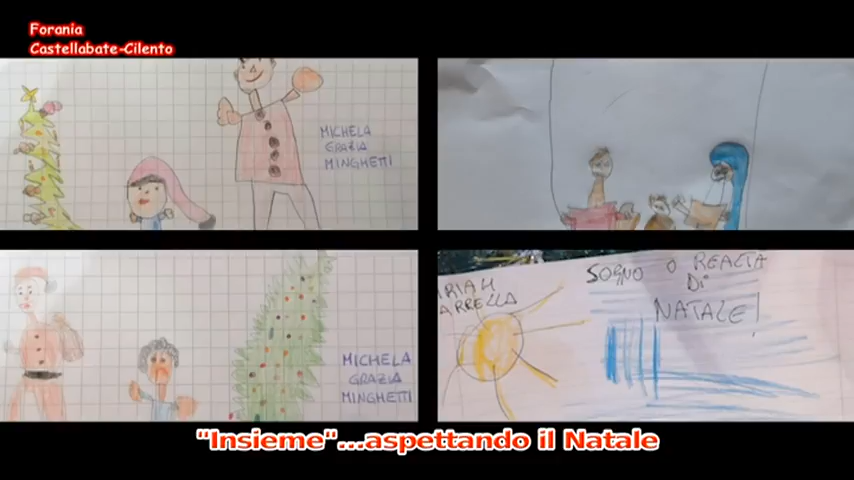 Forania
Castellabate-Cilento
MICHELA
GRAZIA
MINGHETTI
MICHELA
GRAZIA
MINGHETTI
SOGNO O REALTA
DI
NATALE!
"Insieme"...aspettando il Natale